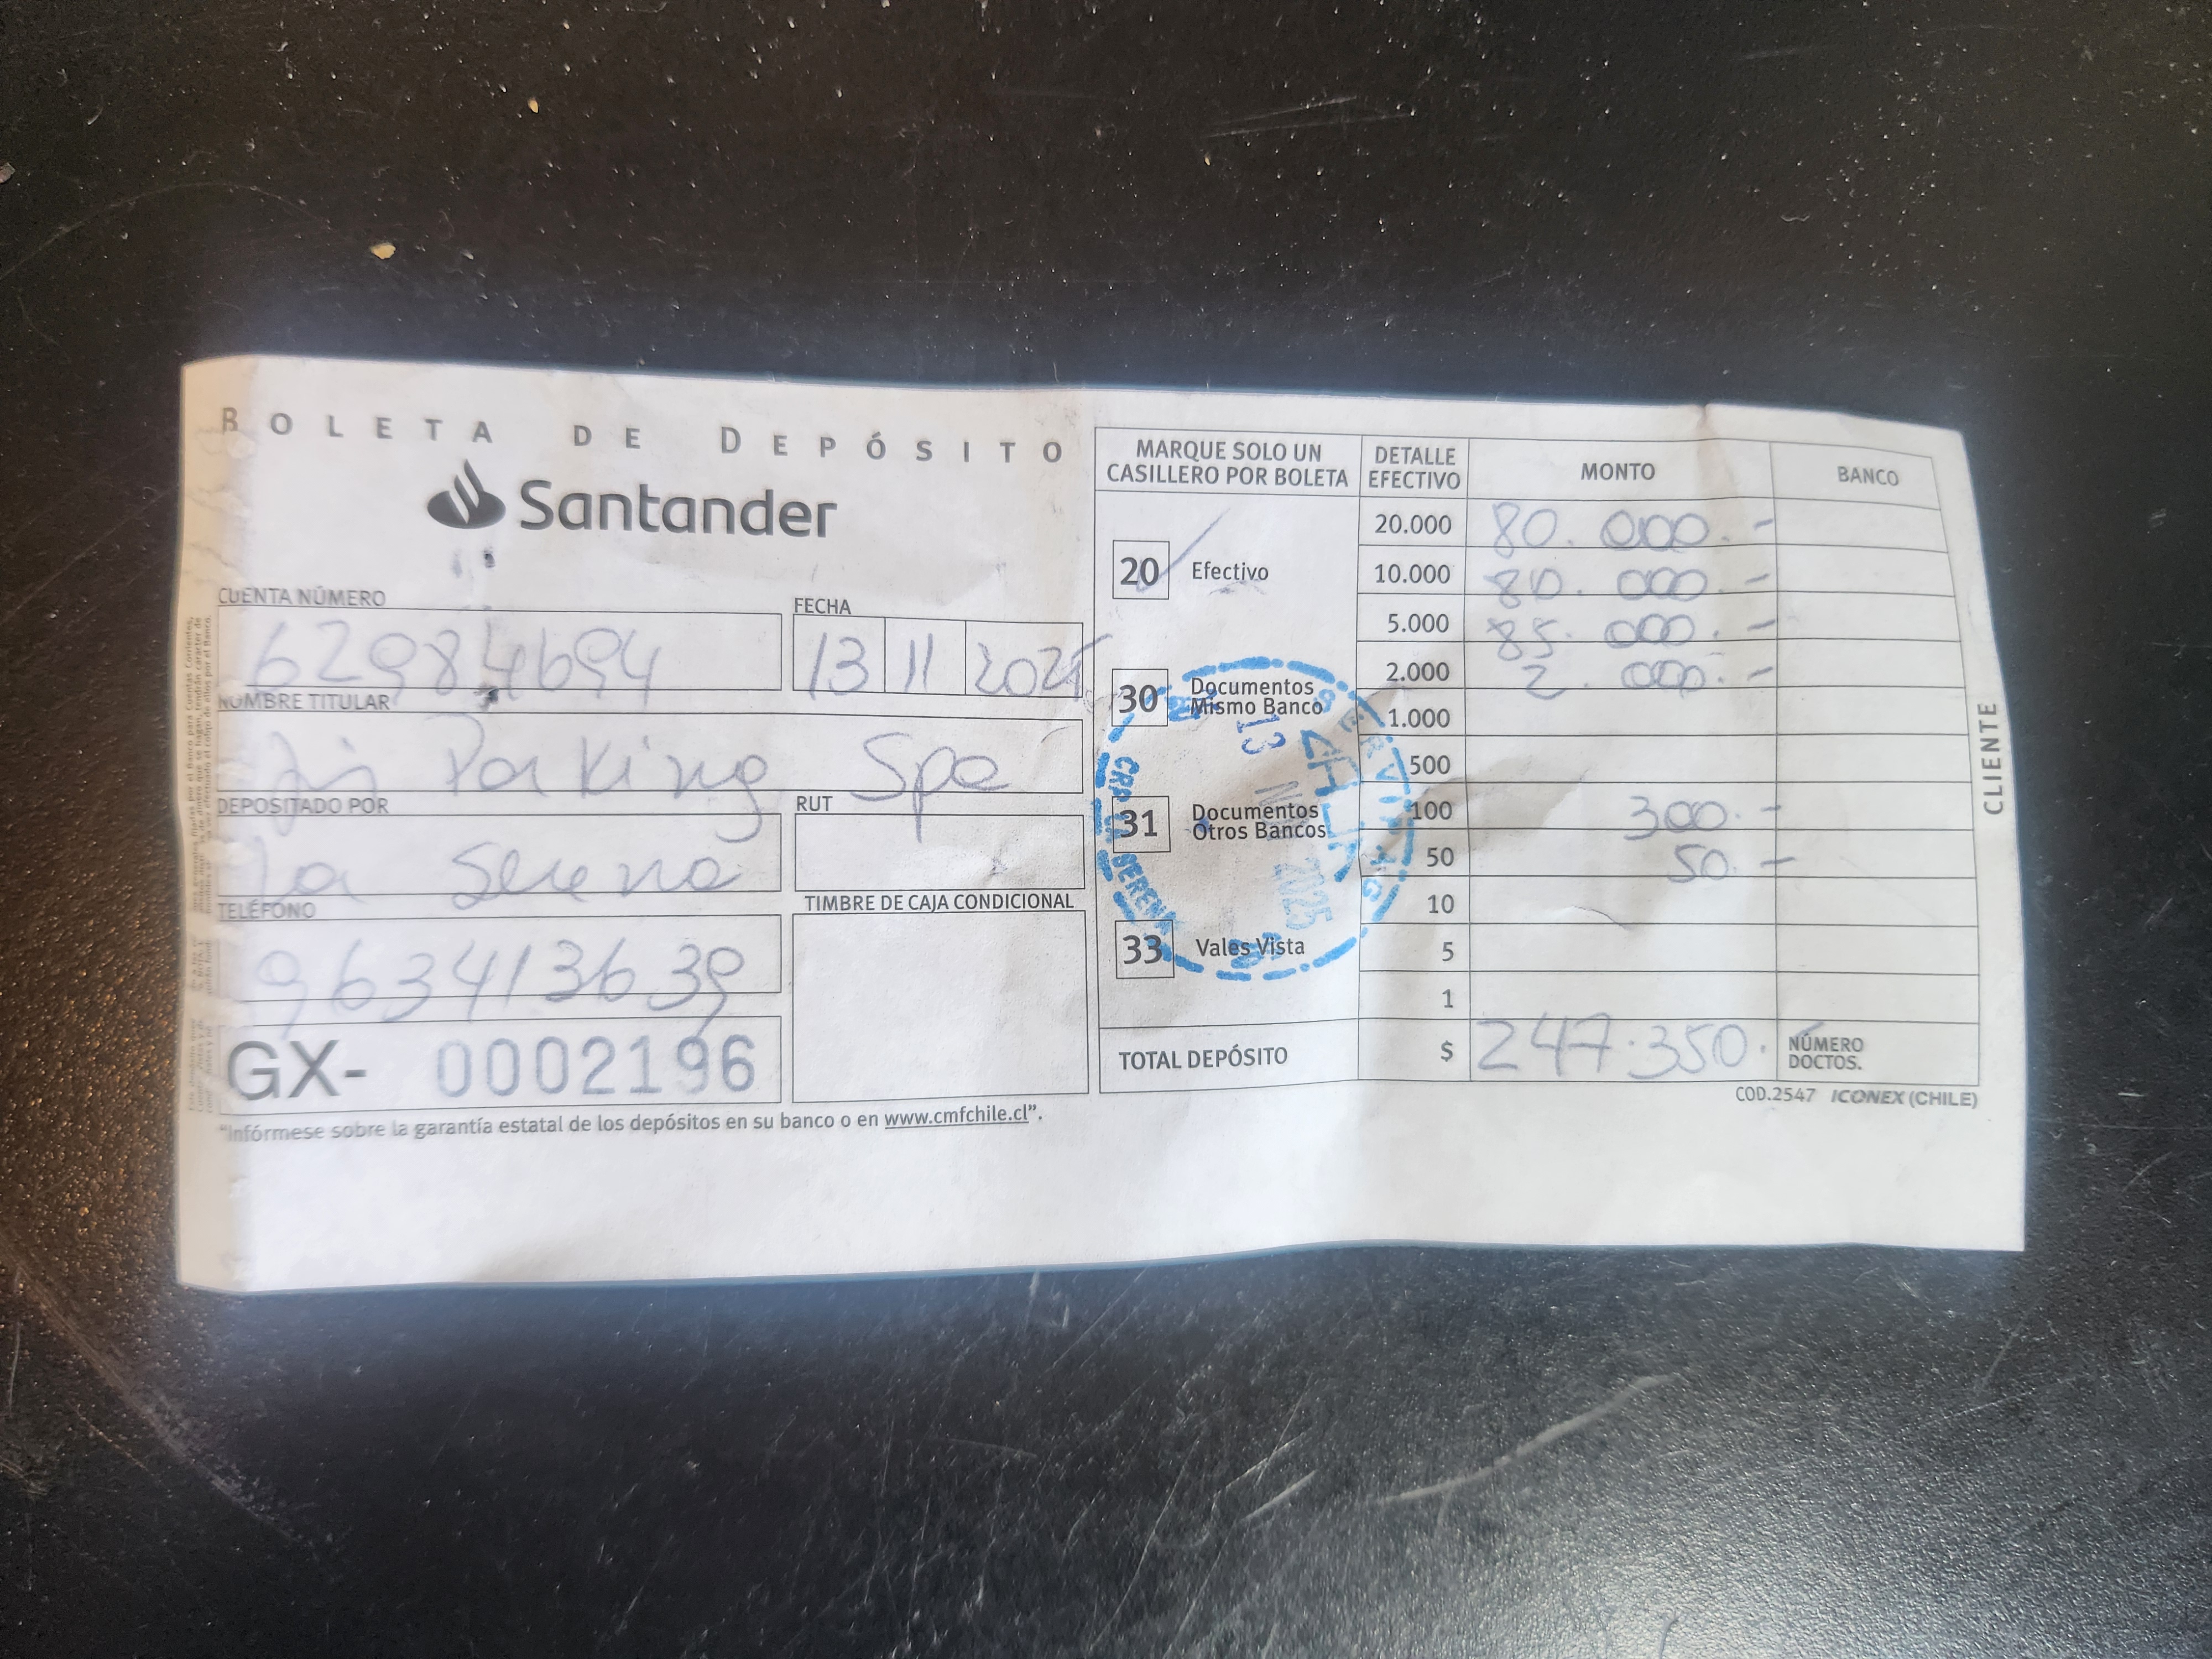 BOLETA DE DEPÓSITO
Santander
CUENTA NÚMERO
62984694
FECHA
13 11 2025
NOMBRE TITULAR
Parking Spa
DEPOSITADO POR
la Serena
RUT
TELÉFONO
963413639
TIMBRE DE CAJA CONDICIONAL
GX- 0002196
"Infórmese sobre la garantía estatal de los depósitos en su banco o en www.cmfchile.cl".
MARQUE SOLO UN CASILLERO POR BOLETA
20 Efectivo
30 Documentos Mismo Banco
31 Documentos Otros Bancos
33 Vales Vista
DETALLE EFECTIVO MONTO BANCO
20.000 80.000.-
10.000 80.000.-
5.000 85.000.-
2.000 2.000.-
1.000
500
100 300.-
50 50.-
10
5
1
TOTAL DEPÓSITO $ 247.350. NÚMERO DOCTOS.
13 2025
SERENA
CLIENTE
COD.2547 ICONEX (CHILE)